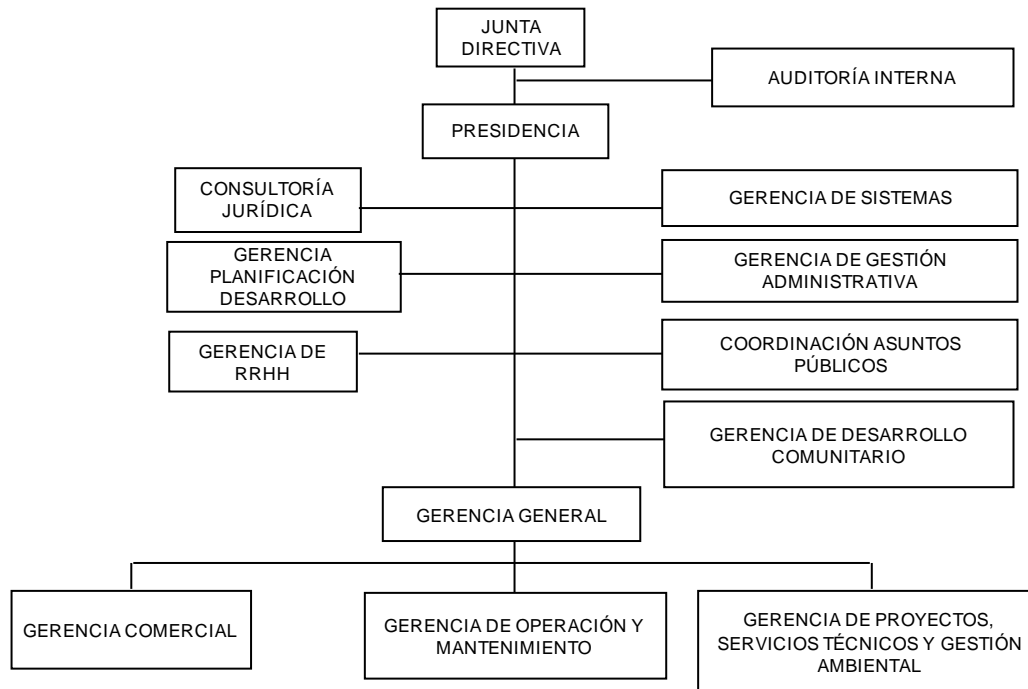 JUNTA
DIRECTIVA
AUDITORÍA INTERNA
PRESIDENCIA
CONSULTORÍA
JURÍDICA
GERENCIA DE SISTEMAS
GERENCIA
PLANIFICACIÓN
DESARROLLO
GERENCIA DE GESTIÓN
ADMINISTRATIVA
GERENCIA DE
RRHH
COORDINACIÓN ASUNTOS
PÚBLICOS
GERENCIA DE DESARROLLO
COMUNITARIO
GERENCIA GENERAL
GERENCIA COMERCIAL
GERENCIA DE OPERACIÓN Y
MANTENIMIENTO
GERENCIA DE PROYECTOS,
SERVICIOS TÉCNICOS Y GESTIÓN
AMBIENTAL